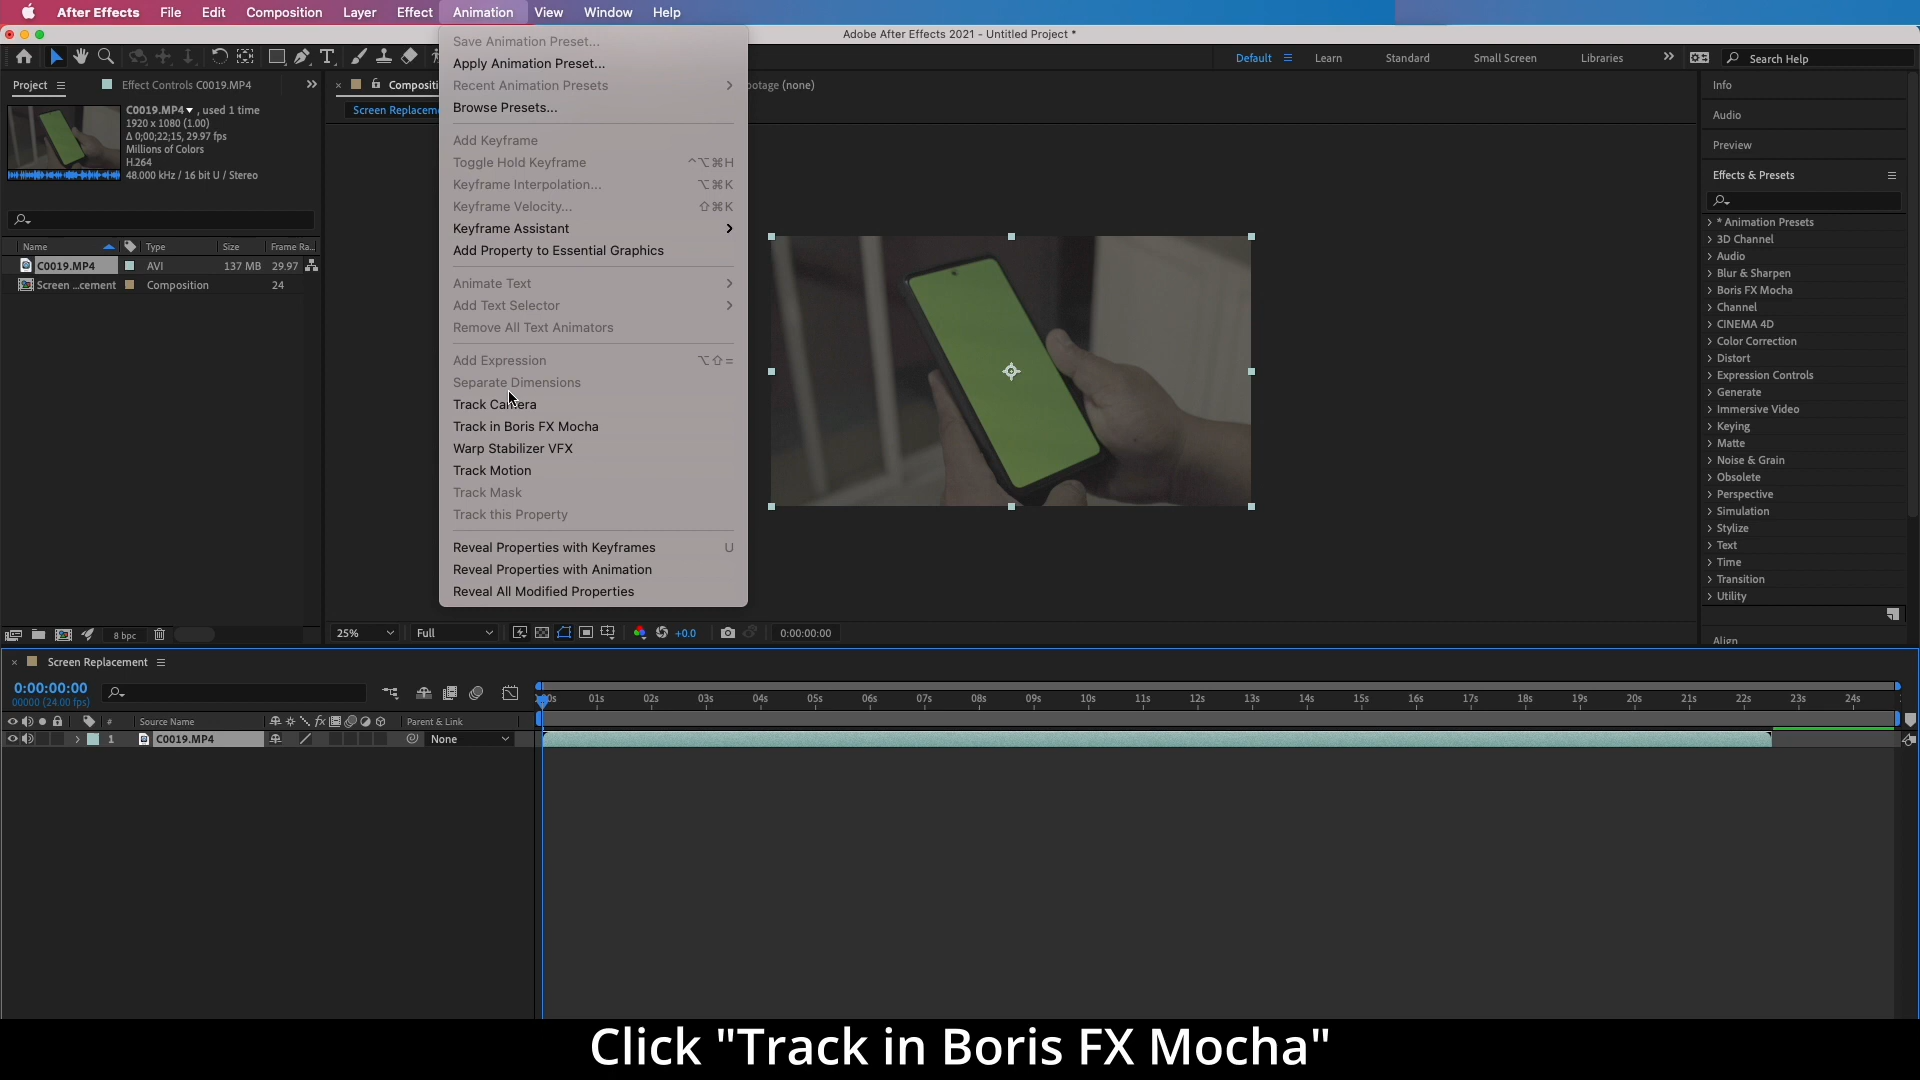 After Effects File Edit Composition Layer Effect Animation View Window Help
Adobe After Effects 2021 - Untitled Project *
T Default Learn Standard Small Screen Libraries Search Help
Project Effect Controls C0019.MP4
C0019.MP4 , used 1 time
1920 x 1080 (1.00)
Δ 0;00;22;15, 29.97 fps
Millions of Colors
H.264
48.000 kHz / 16 bit U / Stereo
Name Type Size Frame Ra...
C0019.MP4 AVI 137 MB 29.97
Screen ...cement Composition 24
8 bpc
Compositi
ootage (none)
Screen Replaceme
Save Animation Preset...
Apply Animation Preset...
Recent Animation Presets
Browse Presets...
Add Keyframe
Toggle Hold Keyframe ^⌥⌘H
Keyframe Interpolation... ⌥⌘K
Keyframe Velocity... ⇧⌘K
Keyframe Assistant
Add Property to Essential Graphics
Animate Text
Add Text Selector
Remove All Text Animators
Add Expression ⌥⇧=
Separate Dimensions
Track Camera
Track in Boris FX Mocha
Warp Stabilizer VFX
Track Motion
Track Mask
Track this Property
Reveal Properties with Keyframes U
Reveal Properties with Animation
Reveal All Modified Properties
25% Full +0.0 0:00:00:00
Info
Audio
Preview
Effects & Presets
* Animation Presets
3D Channel
Audio
Blur & Sharpen
Boris FX Mocha
Channel
CINEMA 4D
Color Correction
Distort
Expression Controls
Generate
Immersive Video
Keying
Matte
Noise & Grain
Obsolete
Perspective
Simulation
Stylize
Text
Time
Transition
Utility
Align
Screen Replacement
0:00:00:00
00000 (24.00 fps)
00s 01s 02s 03s 04s 05s 06s 07s 08s 09s 10s 11s 12s 13s 14s 15s 16s 17s 18s 19s 20s 21s 22s 23s 24s
# Source Name fx Parent & Link
1 C0019.MP4 None
Click "Track in Boris FX Mocha"